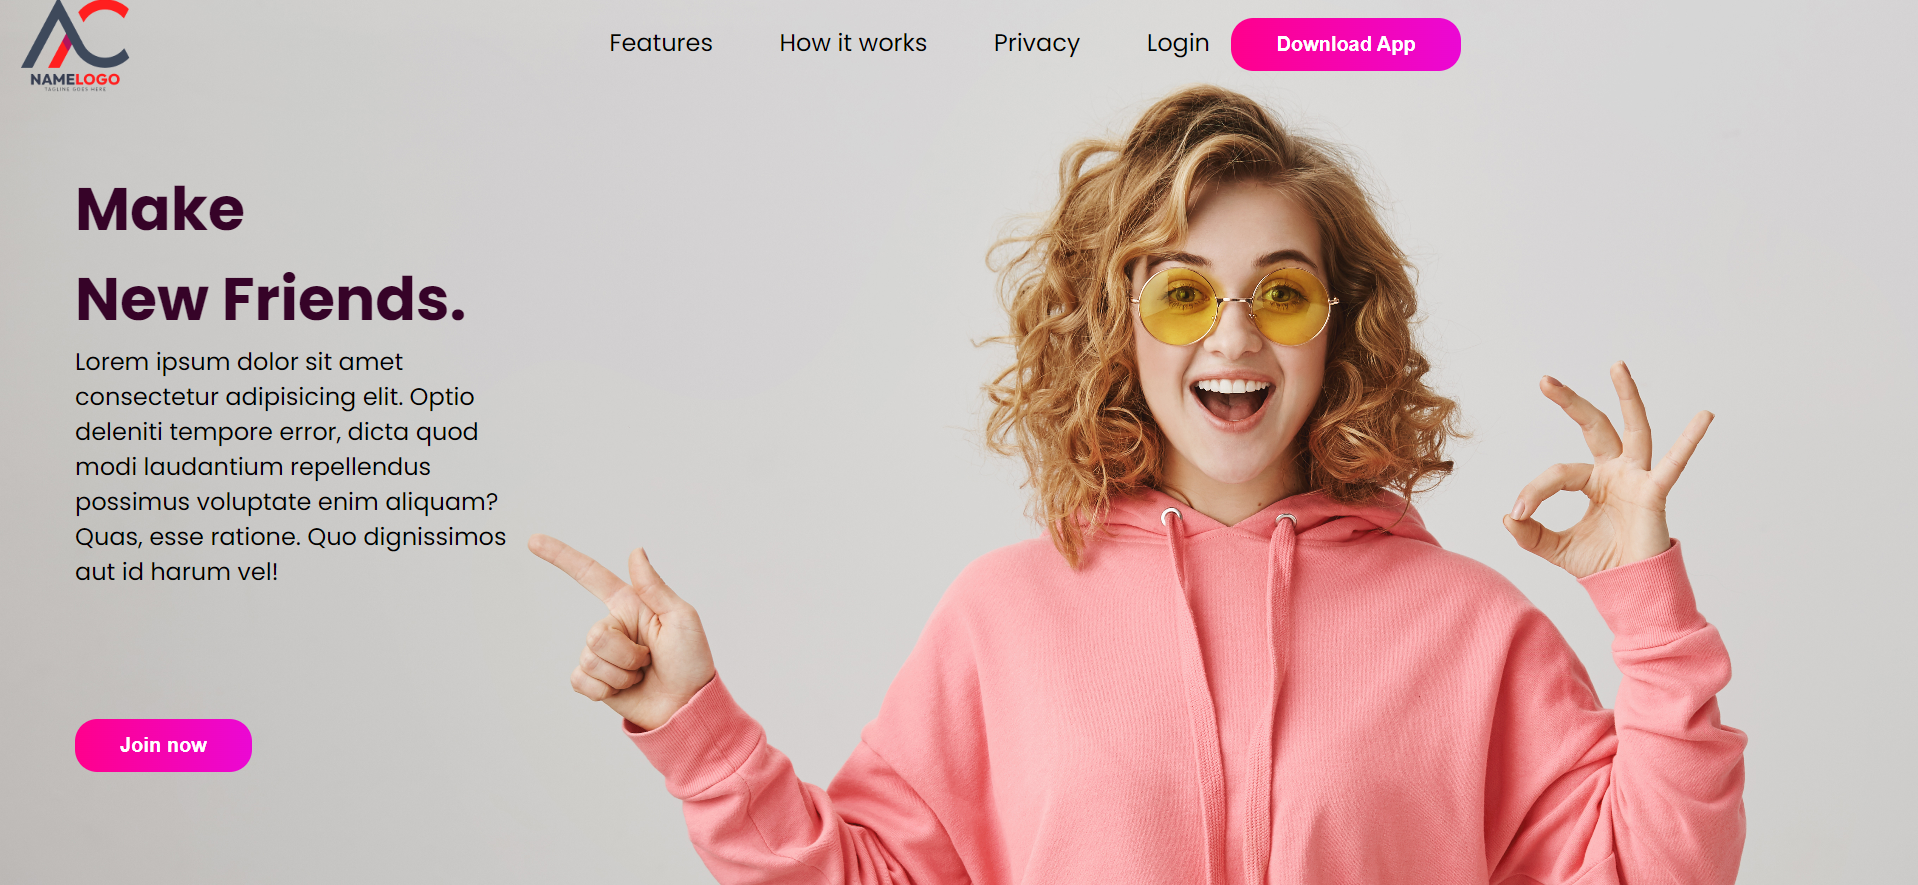 NAMELOGO
TAGLINE GOES HERE
Features How it works Privacy Login Download App
Make
New Friends.
Lorem ipsum dolor sit amet
consectetur adipisicing elit. Optio
deleniti tempore error, dicta quod
modi laudantium repellendus
possimus voluptate enim aliquam?
Quas, esse ratione. Quo dignissimos
aut id harum vel!
Join now